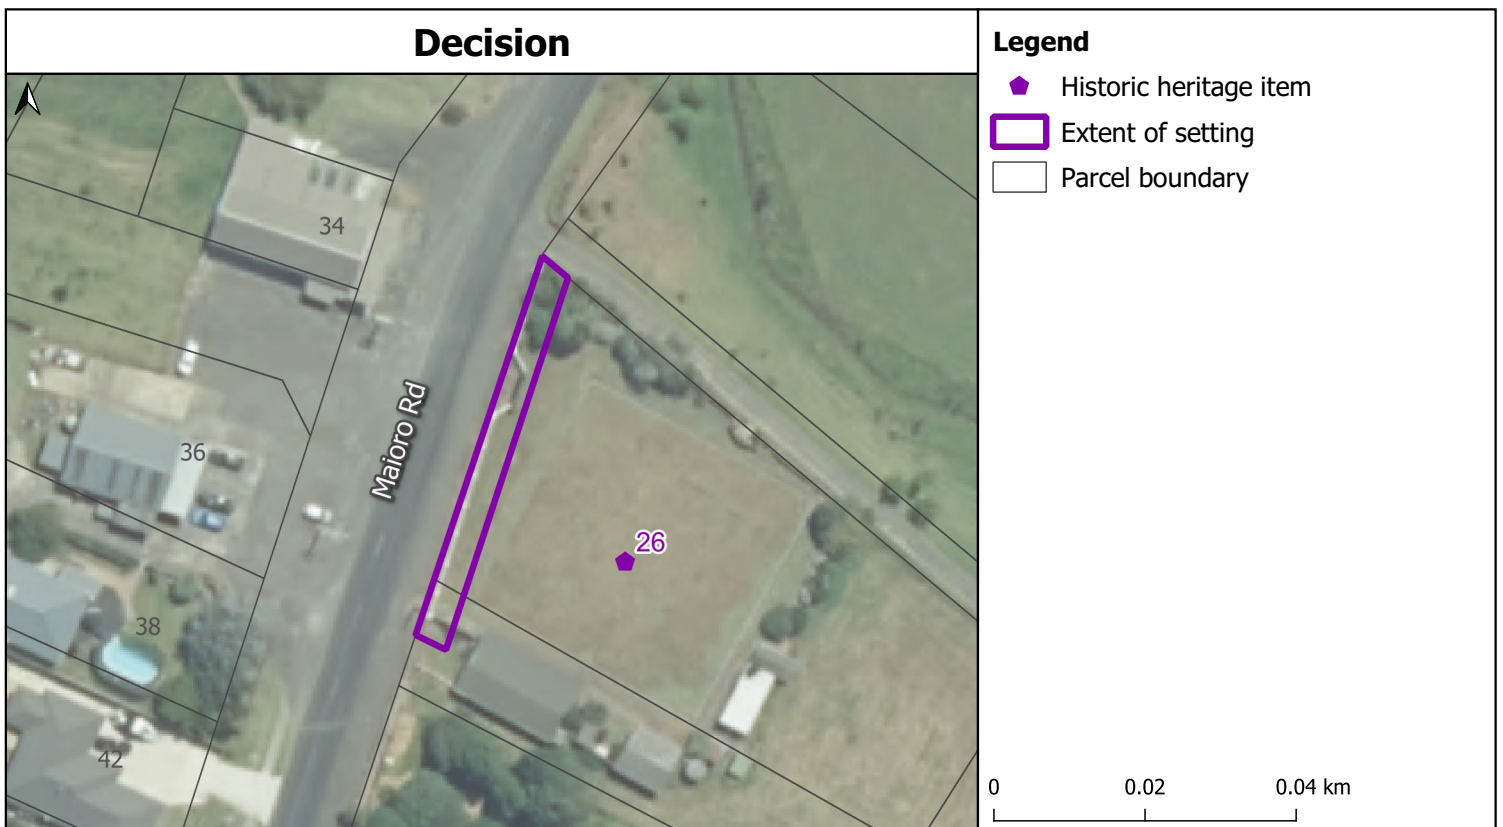 Decision
Legend
Historic heritage item
Extent of setting
Parcel boundary
34
Maioro Rd
36
26
38
42
0 0.02 0.04 km